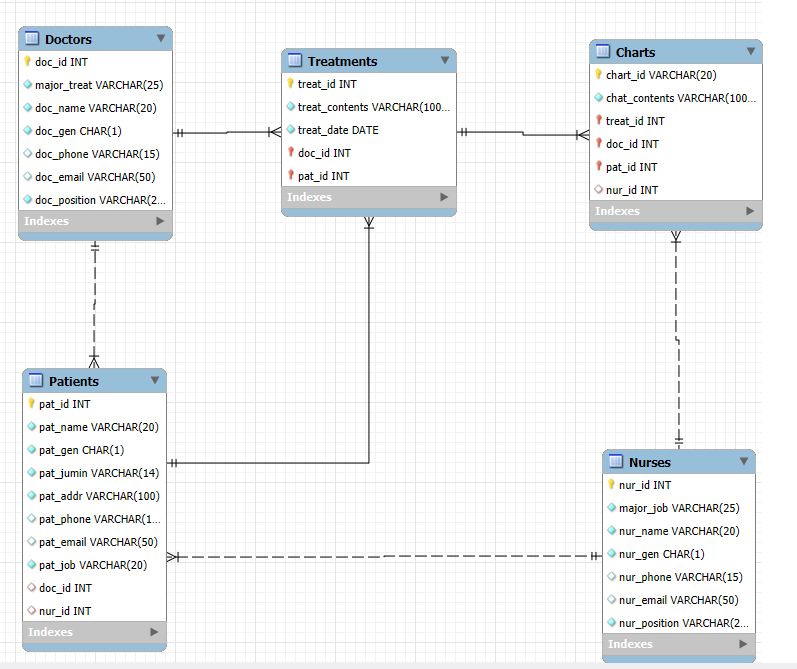 Doctors
doc_id INT
major_treat VARCHAR(25)
doc_name VARCHAR(20)
doc_gen CHAR(1)
doc_phone VARCHAR(15)
doc_email VARCHAR(50)
doc_position VARCHAR(2...
Indexes
Treatments
treat_id INT
treat_contents VARCHAR(100...
treat_date DATE
doc_id INT
pat_id INT
Indexes
Charts
chart_id VARCHAR(20)
chat_contents VARCHAR(100...
treat_id INT
doc_id INT
pat_id INT
nur_id INT
Indexes
Patients
pat_id INT
pat_name VARCHAR(20)
pat_gen CHAR(1)
pat_jumin VARCHAR(14)
pat_addr VARCHAR(100)
pat_phone VARCHAR(1...
pat_email VARCHAR(50)
pat_job VARCHAR(20)
doc_id INT
nur_id INT
Indexes
Nurses
nur_id INT
major_job VARCHAR(25)
nur_name VARCHAR(20)
nur_gen CHAR(1)
nur_phone VARCHAR(15)
nur_email VARCHAR(50)
nur_position VARCHAR(2...
Indexes